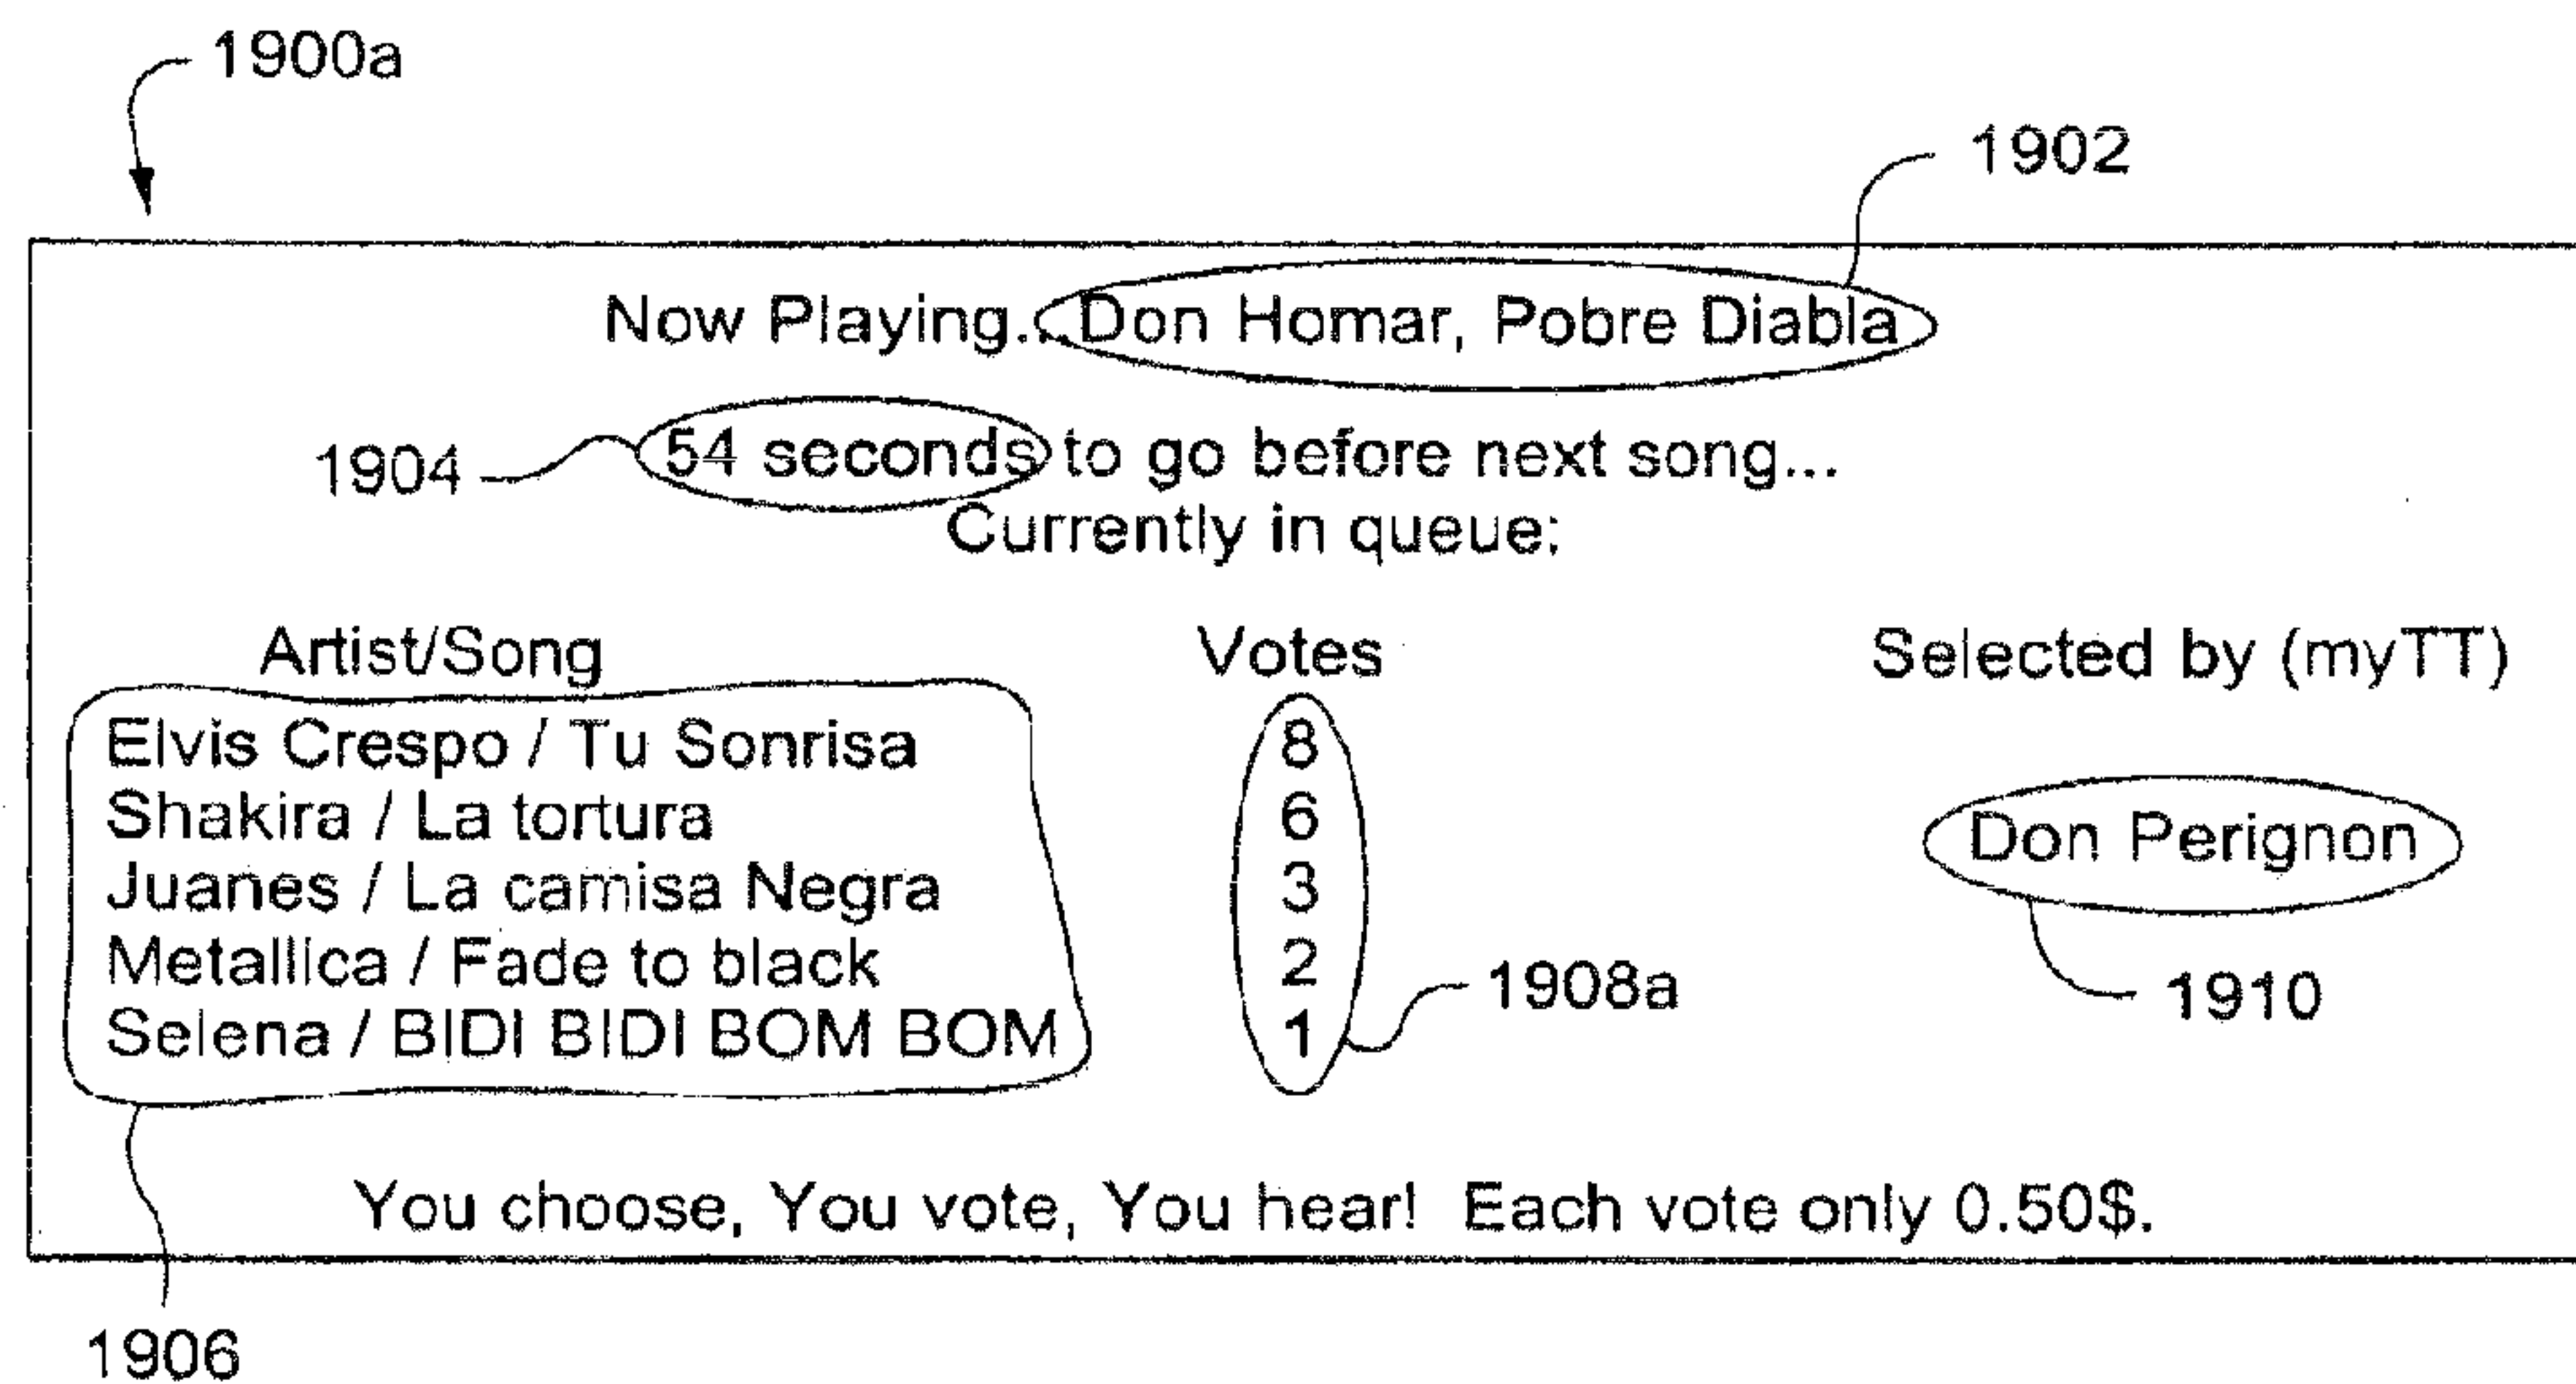 1900a
1902
Now Playing... Don Homar, Pobre Diabla
1904 54 seconds to go before next song...
Currently in queue:
Artist/Song Votes Selected by (myTT)
Elvis Crespo / Tu Sonrisa 8
Shakira / La tortura 6 Don Perignon
Juanes / La camisa Negra 3
Metallica / Fade to black 2 1908a 1910
Selena / BIDI BIDI BOM BOM 1
You choose, You vote, You hear! Each vote only 0.50$.
1906